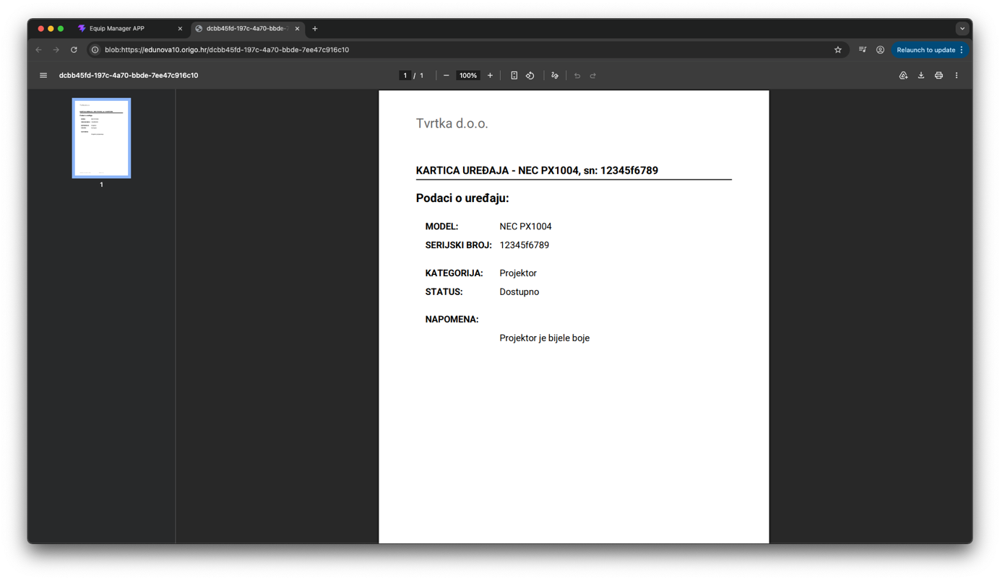 Equip Manager APP
dcbb45fd-197c-4a70-bbde-7
blob:https://edunova10.origo.hr/dcbb45fd-197c-4a70-bbde-7ee47c916c10
Relaunch to update
dcbb45fd-197c-4a70-bbde-7ee47c916c10
1 / 1
100%
1
Tvrtka d.o.o.
KARTICA UREĐAJA - NEC PX1004, sn: 12345f6789
Podaci o uređaju:
MODEL: NEC PX1004
SERIJSKI BROJ: 12345f6789
KATEGORIJA: Projektor
STATUS: Dostupno
NAPOMENA:
Projektor je bijele boje